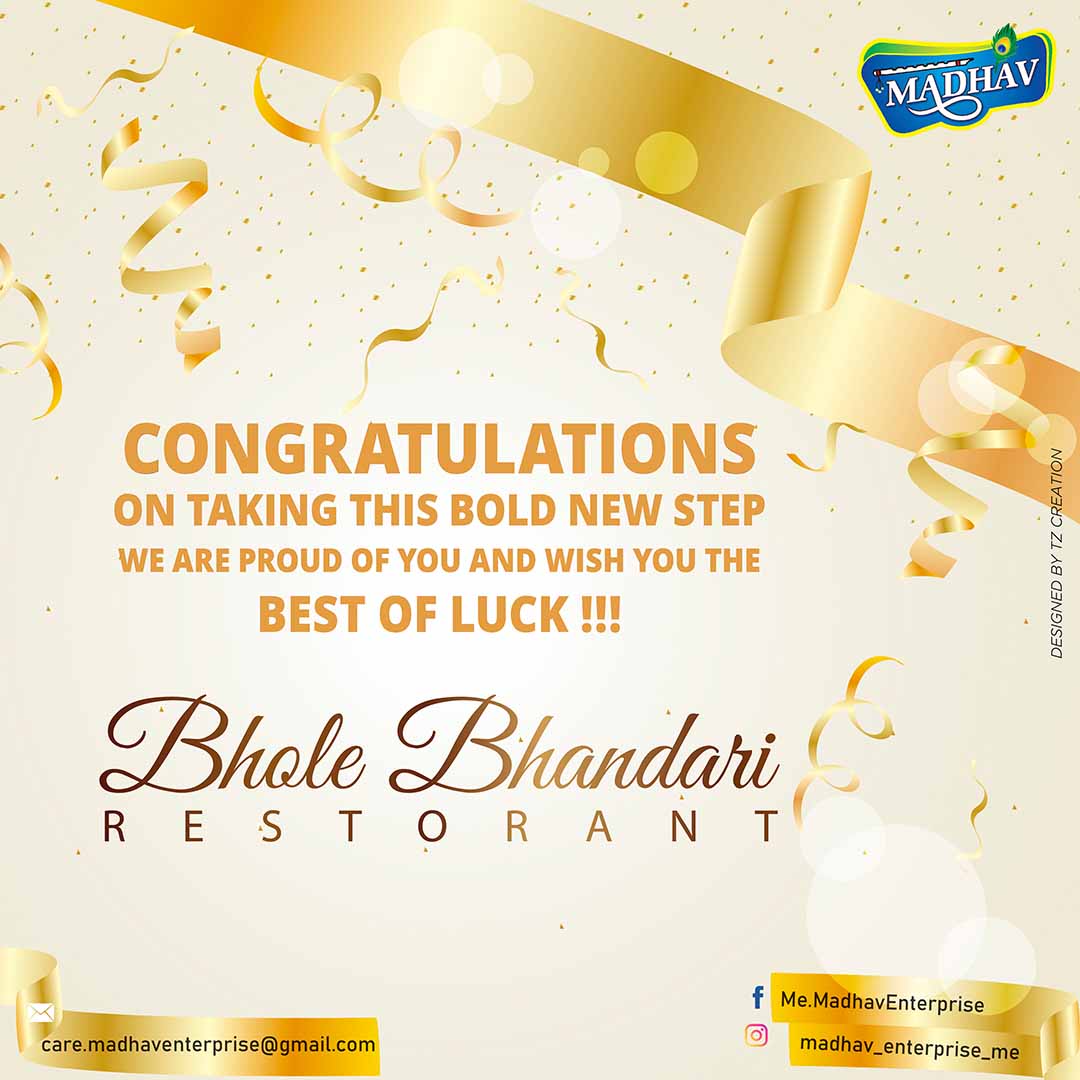 MADHAV
CONGRATULATIONS
ON TAKING THIS BOLD NEW STEP
WE ARE PROUD OF YOU AND WISH YOU THE
BEST OF LUCK !!!
Bhole Bhandari
RESTORANT
DESIGNED BY TZ CREATION
care.madhaventerprise@gmail.com
Me.MadhavEnterprise
madhav_enterprise_me